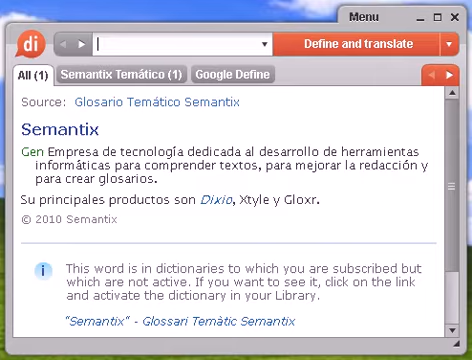 Menu
di
Define and translate
All (1)
Semantix Temático (1)
Google Define
Source: Glosario Temático Semantix
Semantix
Gen Empresa de tecnología dedicada al desarrollo de herramientas
informáticas para comprender textos, para mejorar la redacción y
para crear glosarios.
Su principales productos son Dixio, Xtyle y Gloxr.
© 2010 Semantix
i
This word is in dictionaries to which you are subscribed but
which are not active. If you want to see it, click on the link
and activate the dictionary in your Library.
"Semantix" - Glossari Temàtic Semantix